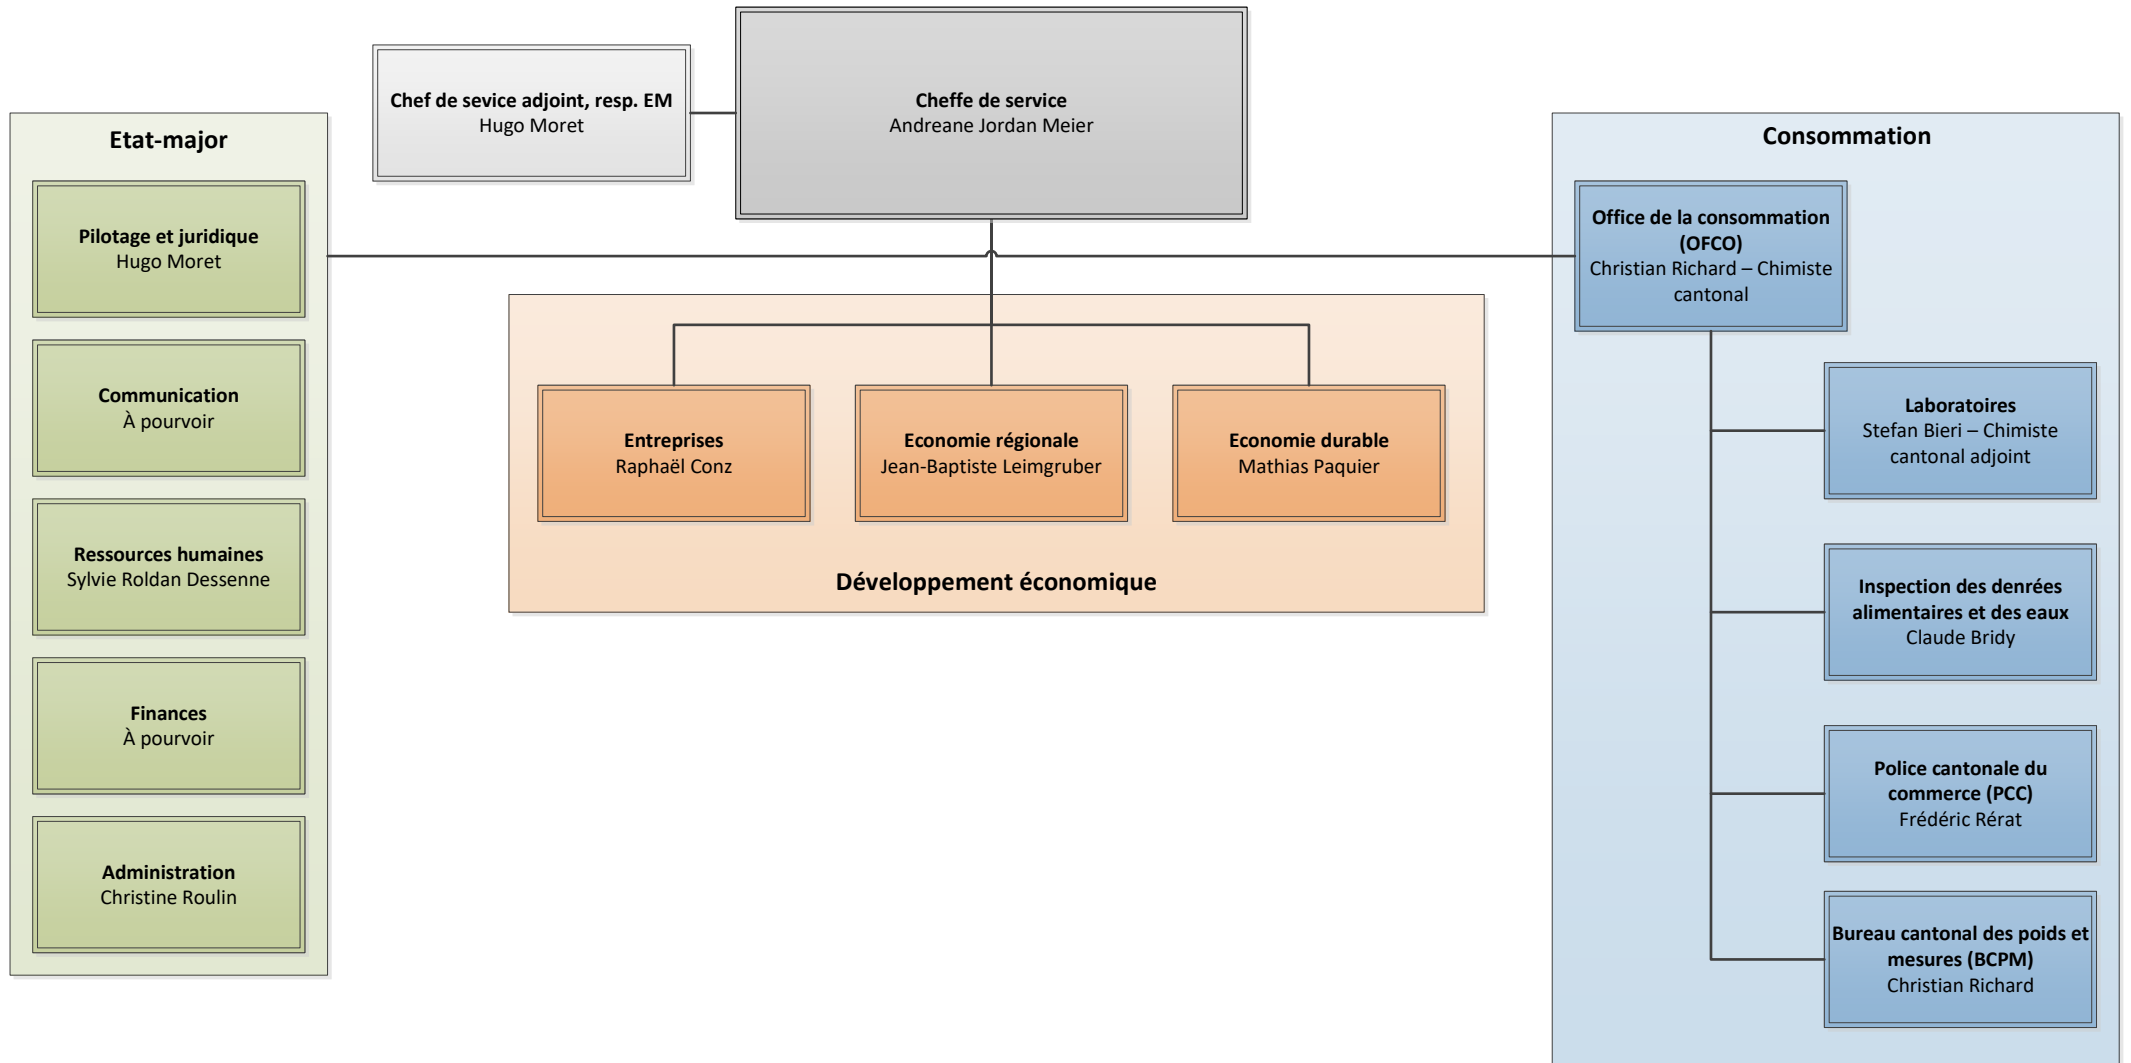 Chef de sevice adjoint, resp. EM
Hugo Moret
Cheffe de service
Andreane Jordan Meier
Etat-major
Pilotage et juridique
Hugo Moret
Communication
À pourvoir
Ressources humaines
Sylvie Roldan Dessenne
Finances
À pourvoir
Administration
Christine Roulin
Entreprises
Raphaël Conz
Economie régionale
Jean-Baptiste Leimgruber
Economie durable
Mathias Paquier
Développement économique
Consommation
Office de la consommation
(OFCO)
Christian Richard – Chimiste
cantonal
Laboratoires
Stefan Bieri – Chimiste
cantonal adjoint
Inspection des denrées
alimentaires et des eaux
Claude Bridy
Police cantonale du
commerce (PCC)
Frédéric Rérat
Bureau cantonal des poids et
mesures (BCPM)
Christian Richard